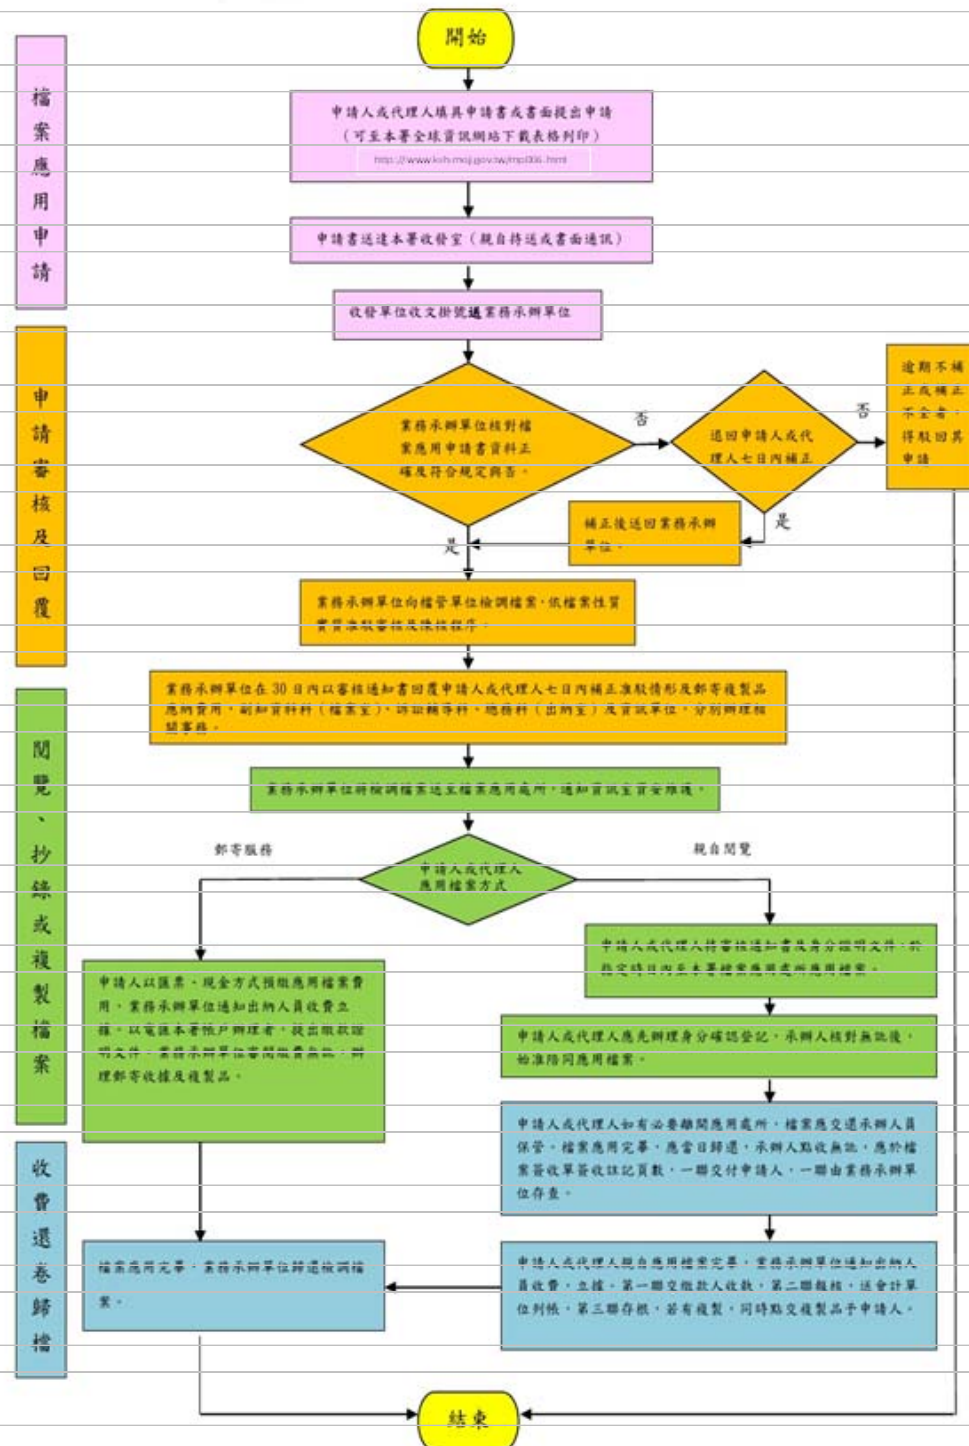 開始
檔案應用申請
申請人或代理人填具申請書或書面提出申請
（可至本署全球資訊網站下載表格列印）
申請書送達本署收發室（親自持送或書面通訊）
收發單位收文掛號送業務承辦單位
申請審核及回覆
業務承辦單位核對檔
案應用申請書資料正
確及符合規定與否。
否
退回申請人或代
理人七日內補正
否
逾期不補
正或補正
不全者，
得駁回其
申請
是
補正後送回業務承辦
單位。
是
業務承辦單位向檔管單位檢調檔案，依檔案性質
實質准駁審核及陳核程序。
業務承辦單位在 30 日內以審核通知書回覆申請人或代理人七日內補正准駁情形及郵寄複製品
應納費用，副知資料科（檔案室）、訴訟輔導科、總務科（出納室）及資訊單位，分別辦理相
關事務。
閱覽、抄錄或複製檔案
業務承辦單位將檢調檔案送至檔案應用處所，通知資訊室資安維護。
郵寄服務
申請人或代理人
應用檔案方式
親自閱覽
申請人或代理人持審核通知書及身分證明文件，於
指定時日內至本署檔案應用處所應用檔案。
申請人以匯票、現金方式預繳應用檔案費
用，業務承辦單位通知出納人員收費立
據。以電匯本署帳戶辦理者，提出繳款證
明文件，業務承辦單位審閱繳費無訛，辦
理郵寄收據及複製品。
申請人或代理人應先辦理身分確認登記，承辦人核對無訛後，
始准陪同應用檔案。
申請人或代理人如有必要離開應用處所，檔案應交還承辦人員
保管。檔案應用完畢，應當日歸還，承辦人點收無訛，應於檔
案簽收單簽收註記頁數，一聯交付申請人，一聯由業務承辦單
位存查。
收費還卷歸檔
檔案應用完畢，業務承辦單位歸還檢調檔
案。
申請人或代理人親自應用檔案完畢，業務承辦單位通知出納人
員收費，立據。第一聯交繳款人收執，第二聯報核，送會計單
位列帳，第三聯存根，若有複製，同時點交複製品予申請人。
結束